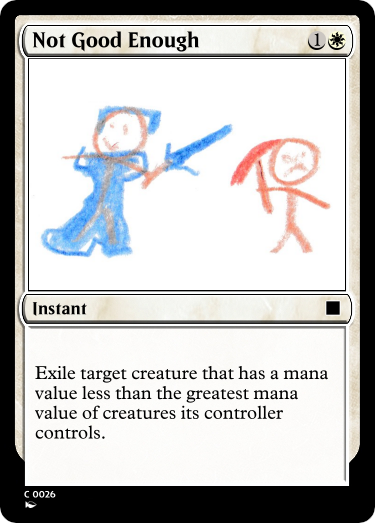 Not Good Enough 1
Instant
Exile target creature that has a mana
value less than the greatest mana
value of creatures its controller
controls.
C 0026